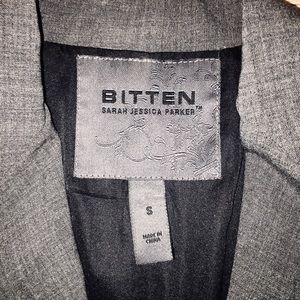 BITTEN
SARAH JESSICA PARKER™
S
MADE IN
CHINA